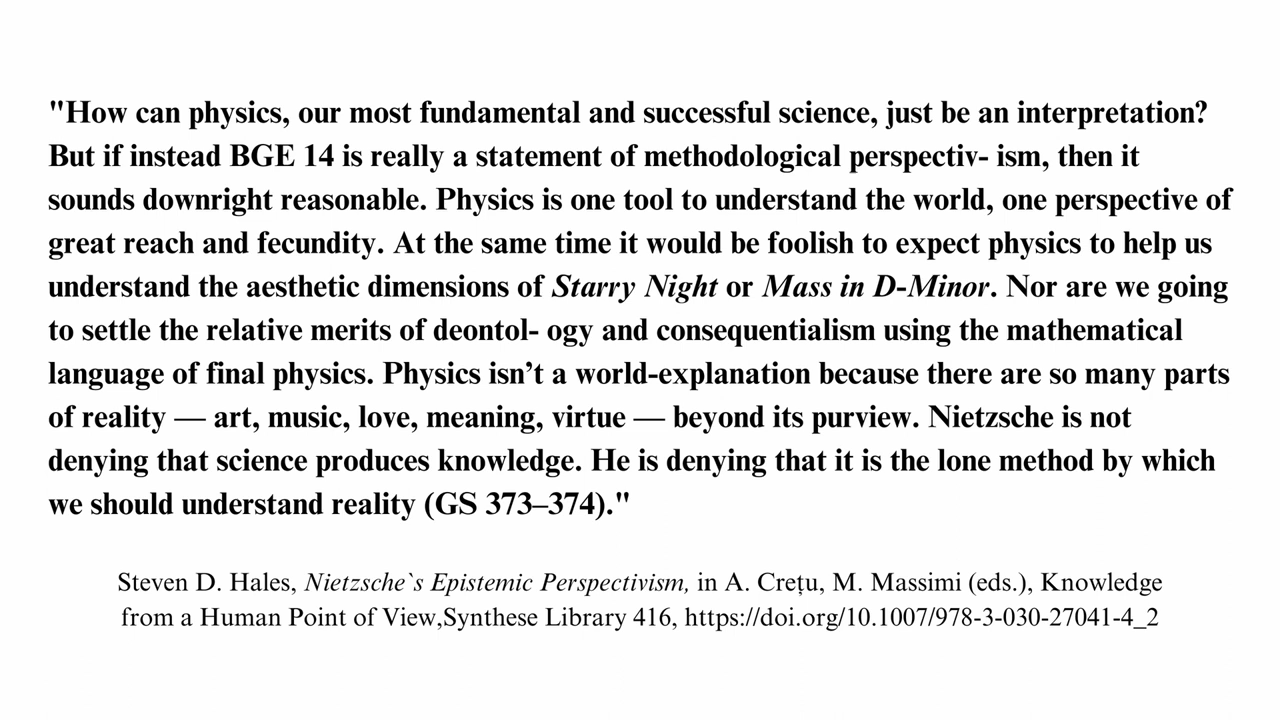 "How can physics, our most fundamental and successful science, just be an interpretation?
But if instead BGE 14 is really a statement of methodological perspectiv- ism, then it
sounds downright reasonable. Physics is one tool to understand the world, one perspective of
great reach and fecundity. At the same time it would be foolish to expect physics to help us
understand the aesthetic dimensions of Starry Night or Mass in D-Minor. Nor are we going
to settle the relative merits of deontol- ogy and consequentialism using the mathematical
language of final physics. Physics isn’t a world-explanation because there are so many parts
of reality — art, music, love, meaning, virtue — beyond its purview. Nietzsche is not
denying that science produces knowledge. He is denying that it is the lone method by which
we should understand reality (GS 373–374)."
Steven D. Hales, Nietzsche`s Epistemic Perspectivism, in A. Creţu, M. Massimi (eds.), Knowledge
from a Human Point of View,Synthese Library 416, https://doi.org/10.1007/978-3-030-27041-4_2